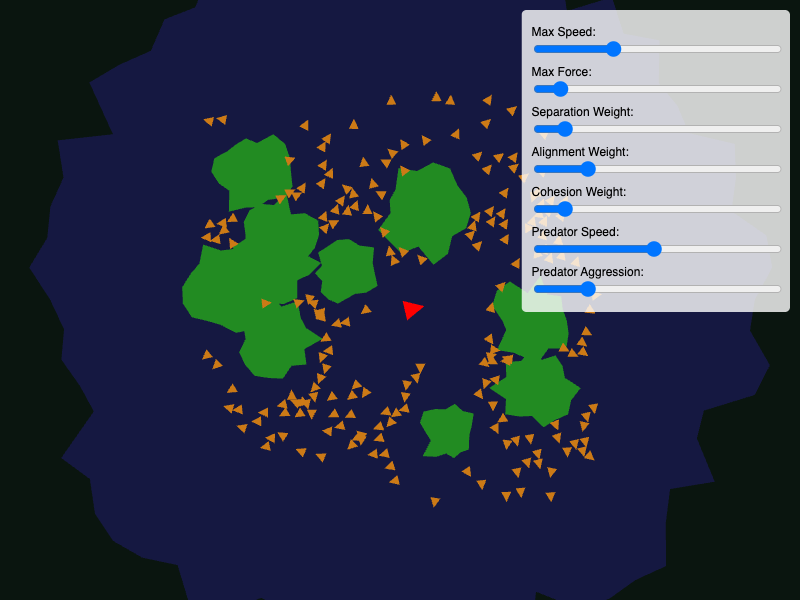 Max Speed:
Max Force:
Separation Weight:
Alignment Weight:
Cohesion Weight:
Predator Speed:
Predator Aggression: